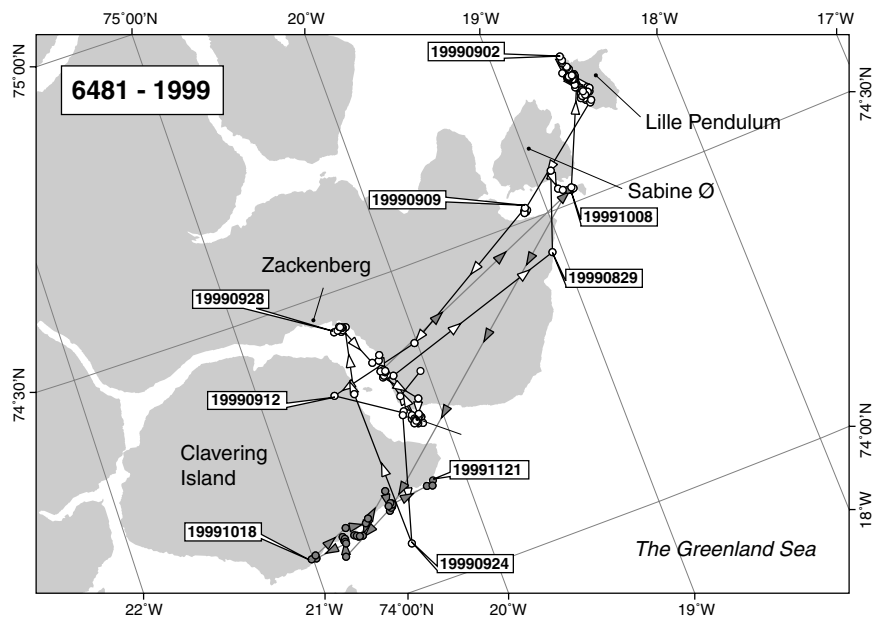 75°00'N
20°W
19°W
18°W
17°W
75°00'N
19990902
6481 - 1999
74°30'N
Lille Pendulum
Sabine Ø
19990909
19991008
Zackenberg
19990829
19990928
74°30'N
19990912
74°00'N
Clavering
Island
19991121
18°W
19991018
The Greenland Sea
19990924
22°W
21°W
74°00'N
20°W
19°W